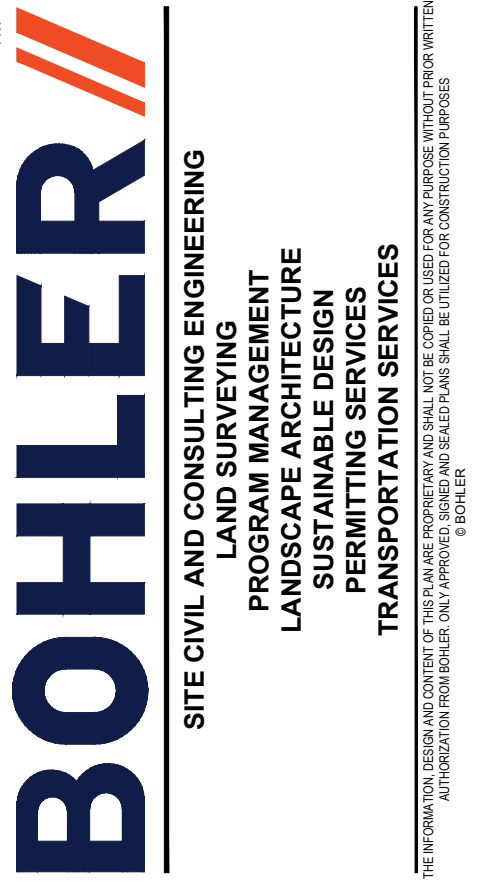 BOHLER//
SITE CIVIL AND CONSULTING ENGINEERING
LAND SURVEYING
PROGRAM MANAGEMENT
LANDSCAPE ARCHITECTURE
SUSTAINABLE DESIGN
PERMITTING SERVICES
TRANSPORTATION SERVICES
THE INFORMATION, DESIGN AND CONTENT OF THIS PLAN ARE PROPRIETARY AND SHALL NOT BE COPIED OR USED FOR ANY PURPOSE WITHOUT PRIOR WRITTEN
AUTHORIZATION FROM BOHLER. ONLY APPROVED, SIGNED AND SEALED PLANS SHALL BE UTILIZED FOR CONSTRUCTION PURPOSES
© BOHLER